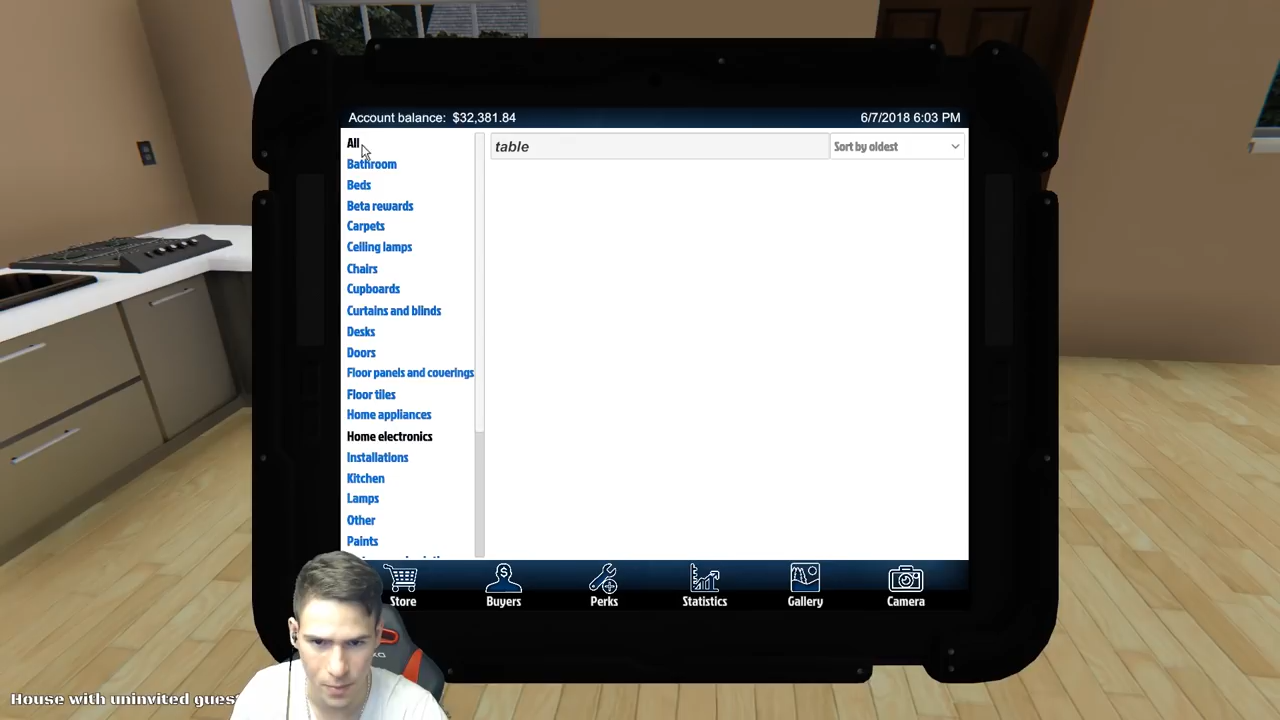 Account balance: $32,381.84
6/7/2018 6:03 PM
All
table
Sort by oldest
Bathroom
Beds
Beta rewards
Carpets
Ceiling lamps
Chairs
Cupboards
Curtains and blinds
Desks
Doors
Floor panels and coverings
Floor tiles
Home appliances
Home electronics
Installations
Kitchen
Lamps
Other
Paints
Store
Buyers
Perks
Statistics
Gallery
Camera
House with uninvited gues